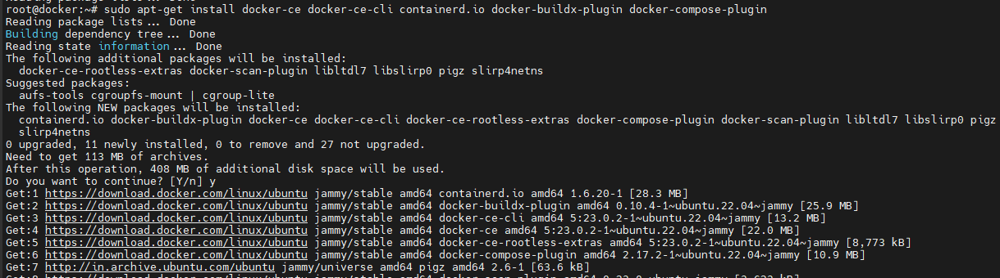 root@docker:~# sudo apt-get install docker-ce docker-ce-cli containerd.io docker-buildx-plugin docker-compose-plugin
Reading package lists... Done
Building dependency tree... Done
Reading state information... Done
The following additional packages will be installed:
  docker-ce-rootless-extras docker-scan-plugin libltdl7 libslirp0 pigz slirp4netns
Suggested packages:
  aufs-tools cgroupfs-mount | cgroup-lite
The following NEW packages will be installed:
  containerd.io docker-buildx-plugin docker-ce docker-ce-cli docker-ce-rootless-extras docker-compose-plugin docker-scan-plugin libltdl7 libslirp0 pigz
  slirp4netns
0 upgraded, 11 newly installed, 0 to remove and 27 not upgraded.
Need to get 113 MB of archives.
After this operation, 408 MB of additional disk space will be used.
Do you want to continue? [Y/n] y
Get:1 https://download.docker.com/linux/ubuntu jammy/stable amd64 containerd.io amd64 1.6.20-1 [28.3 MB]
Get:2 https://download.docker.com/linux/ubuntu jammy/stable amd64 docker-buildx-plugin amd64 0.10.4-1~ubuntu.22.04~jammy [25.9 MB]
Get:3 https://download.docker.com/linux/ubuntu jammy/stable amd64 docker-ce-cli amd64 5:23.0.2-1~ubuntu.22.04~jammy [13.2 MB]
Get:4 https://download.docker.com/linux/ubuntu jammy/stable amd64 docker-ce amd64 5:23.0.2-1~ubuntu.22.04~jammy [22.0 MB]
Get:5 https://download.docker.com/linux/ubuntu jammy/stable amd64 docker-ce-rootless-extras amd64 5:23.0.2-1~ubuntu.22.04~jammy [8,773 kB]
Get:6 https://download.docker.com/linux/ubuntu jammy/stable amd64 docker-compose-plugin amd64 2.17.2-1~ubuntu.22.04~jammy [10.9 MB]
Get:7 http://in.archive.ubuntu.com/ubuntu jammy/universe amd64 pigz amd64 2.6-1 [63.6 kB]